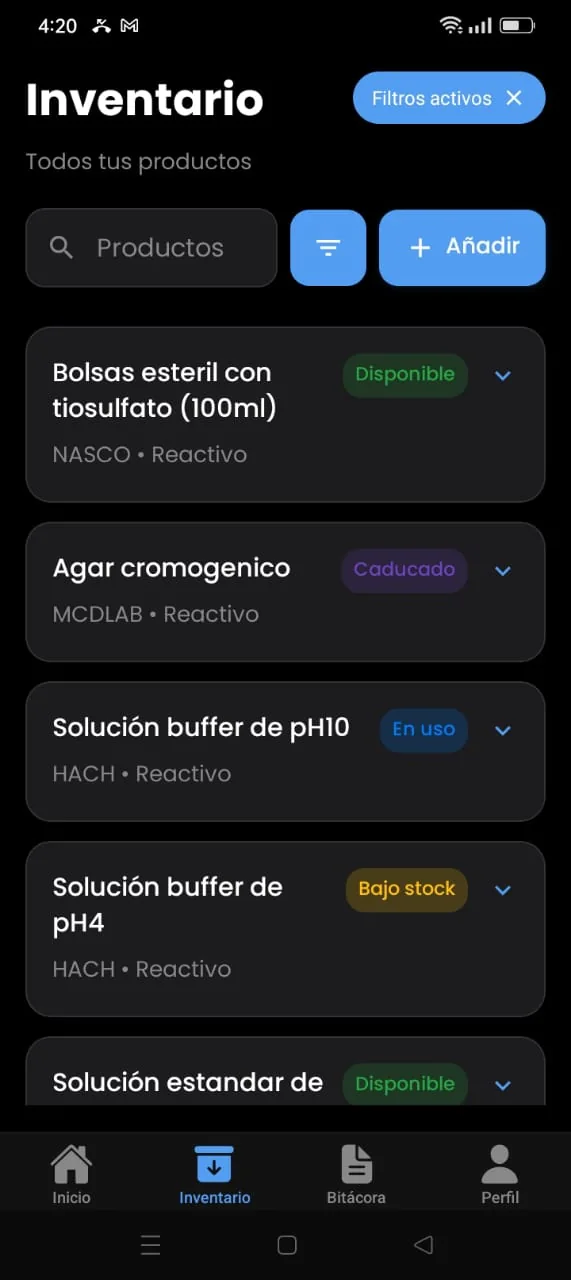 4:20
Inventario
Filtros activos
Todos tus productos
Productos
+ Añadir
Bolsas esteril con
tiosulfato (100ml)
Disponible
NASCO • Reactivo
Agar cromogenico
Caducado
MCDLAB • Reactivo
Solución buffer de pH10
En uso
HACH • Reactivo
Solución buffer de
pH4
Bajo stock
HACH • Reactivo
Solución estandar de
Disponible
Inicio
Inventario
Bitácora
Perfil